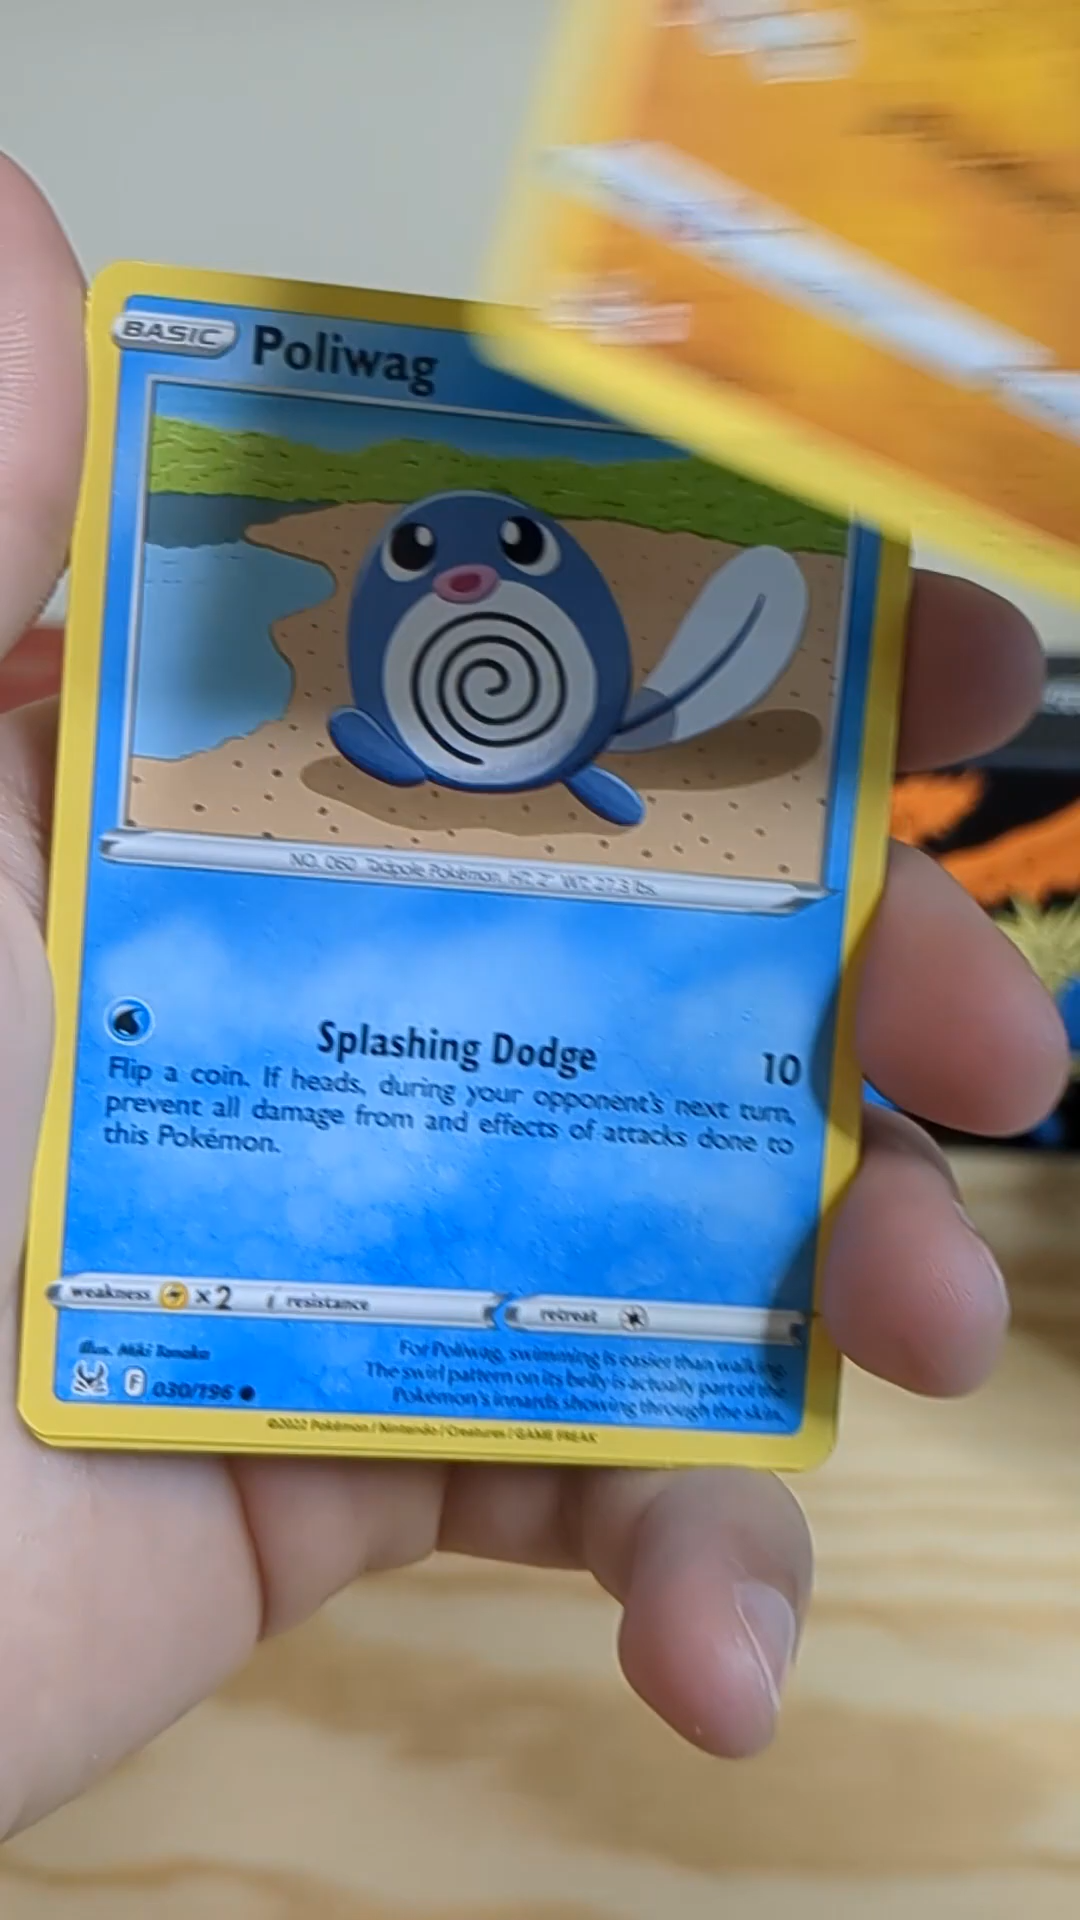 BASIC Poliwag
NO. 060 Tadpole Pokémon HT: 2' WT: 27.3 lbs.
Splashing Dodge 10
Flip a coin. If heads, during your opponent's next turn,
prevent all damage from and effects of attacks done to
this Pokémon.
weakness ×2 resistance retreat
Illus. Miki Tanaka
For Poliwag, swimming is easier than walking.
The swirl pattern on its belly is actually part of the
Pokémon's innards showing through the skin.
F 030/196
©2022 Pokémon / Nintendo / Creatures / GAME FREAK